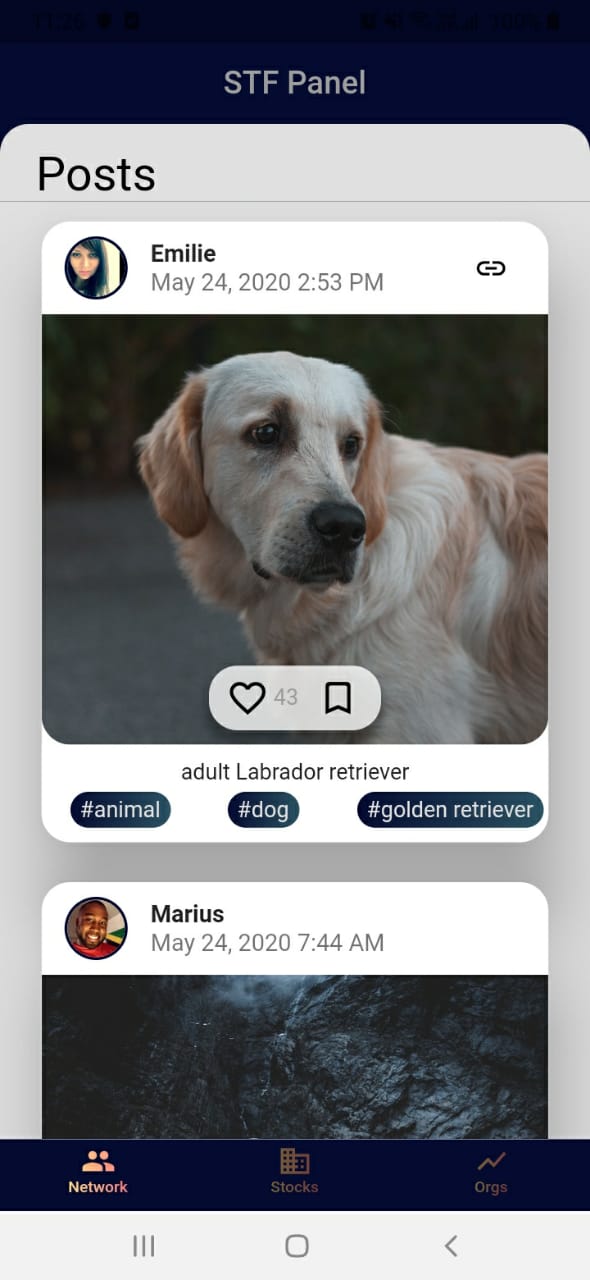 11:26
100%
STF Panel
Posts
Emilie
May 24, 2020 2:53 PM
43
adult Labrador retriever
#animal #dog #golden retriever
Marius
May 24, 2020 7:44 AM
Network Stocks Orgs